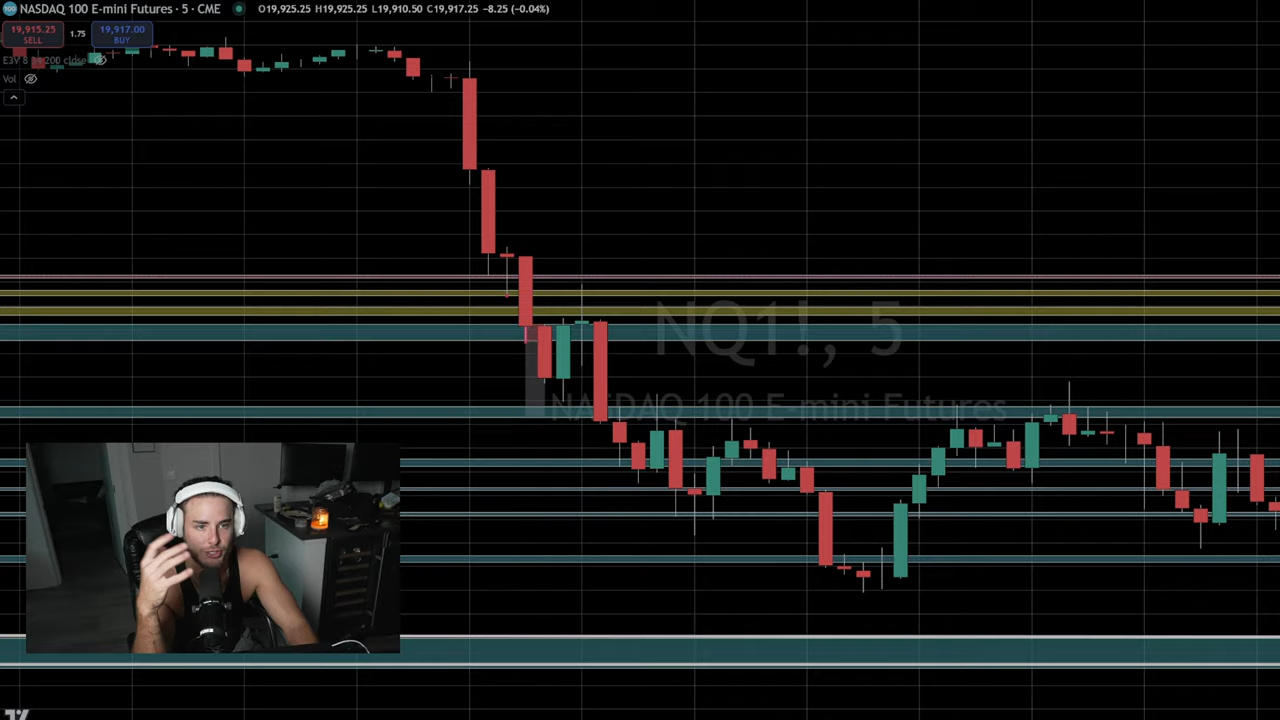 NASDAQ 100 E-mini Futures · 5 · CME O19,925.25 H19,925.25 L19,910.50 C19,917.25 −8.25 (−0.04%)
19,915.25 SELL 1.75 19,917.00 BUY
200 close
Vol
NQ1!, 5
NASDAQ 100 E-mini Futures